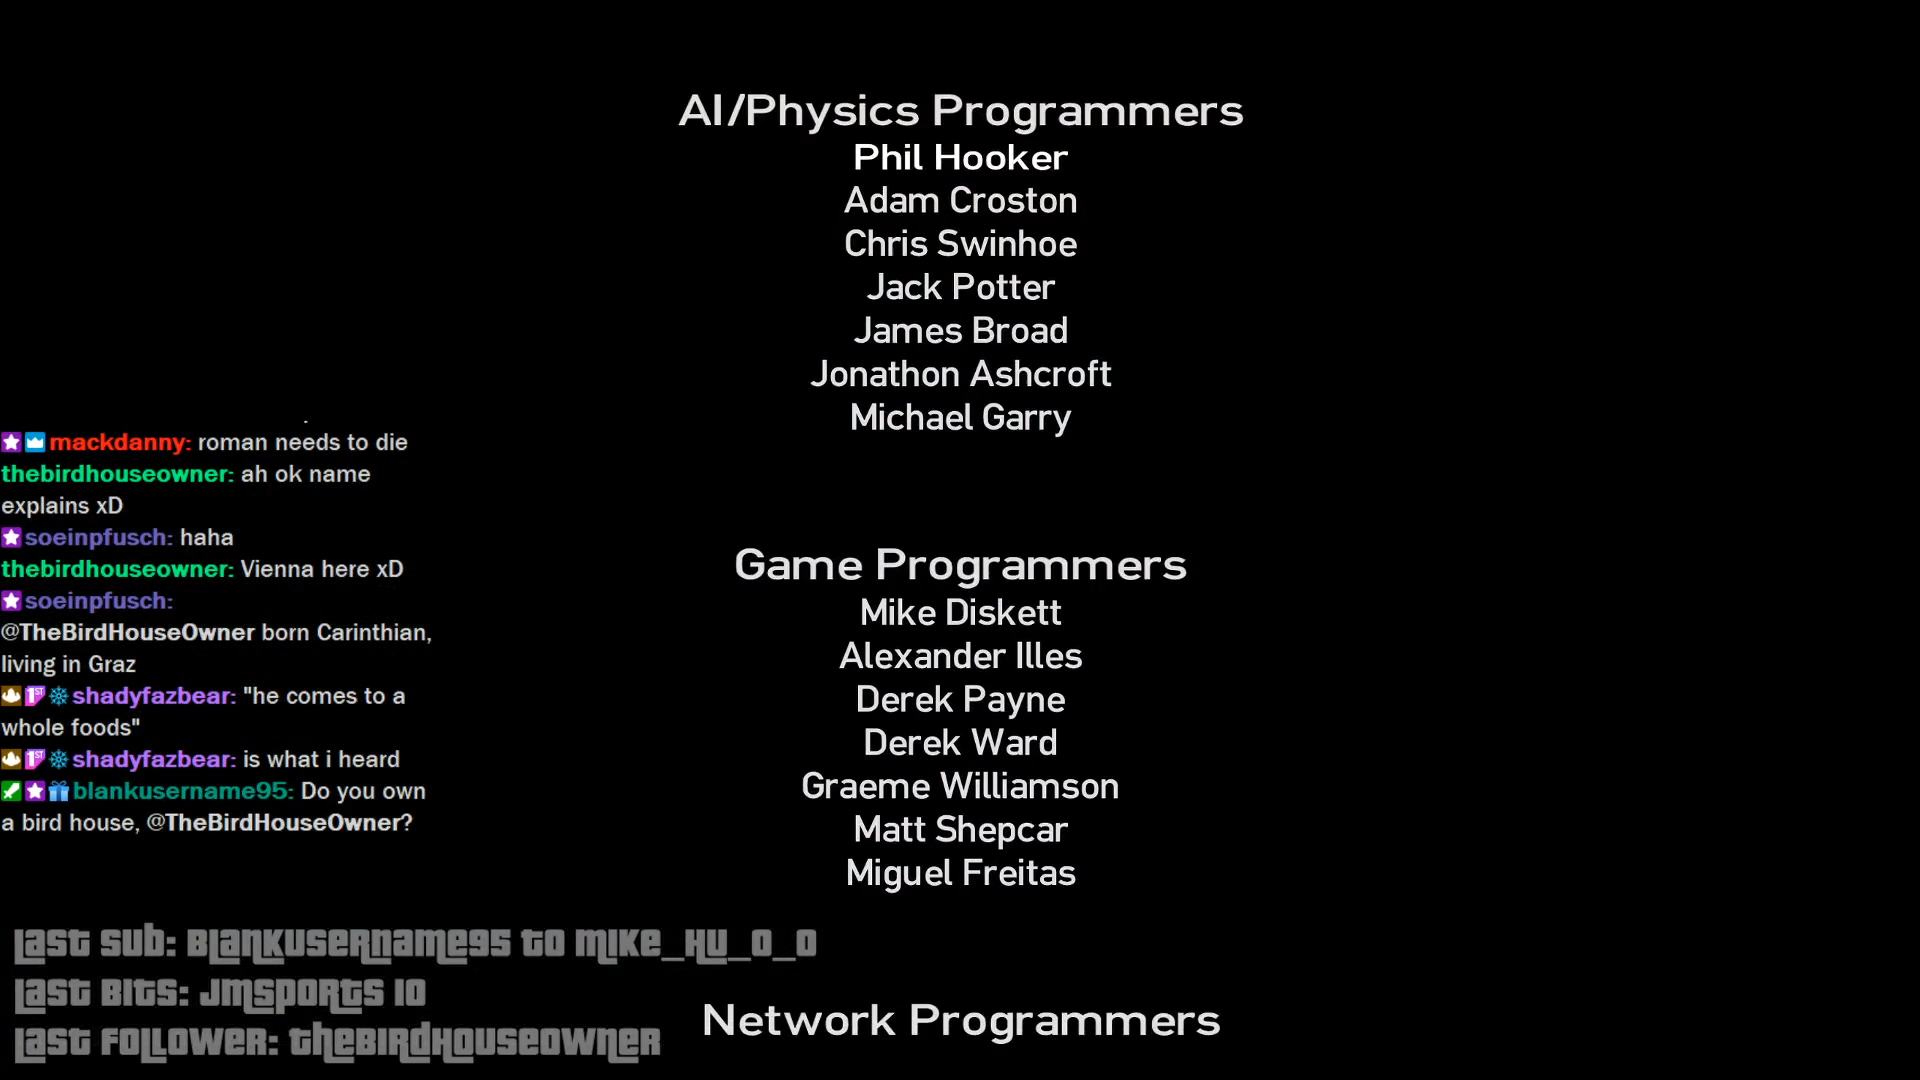 AI/Physics Programmers
Phil Hooker
Adam Croston
Chris Swinhoe
Jack Potter
James Broad
Jonathon Ashcroft
Michael Garry
mackdanny: roman needs to die
thebirdhouseowner: ah ok name
explains xD
soeinpfusch: haha
thebirdhouseowner: Vienna here xD
soeinpfusch:
@TheBirdHouseOwner born Carinthian,
living in Graz
shadyfazbear: "he comes to a
whole foods"
shadyfazbear: is what i heard
blankusername95: Do you own
a bird house, @TheBirdHouseOwner?
Game Programmers
Mike Diskett
Alexander Illes
Derek Payne
Derek Ward
Graeme Williamson
Matt Shepcar
Miguel Freitas
Last Sub: Blankusername95 to mike_hu_o_o
Last Bits: Jmsports 10
Last Follower: thebirdhouseowner
Network Programmers